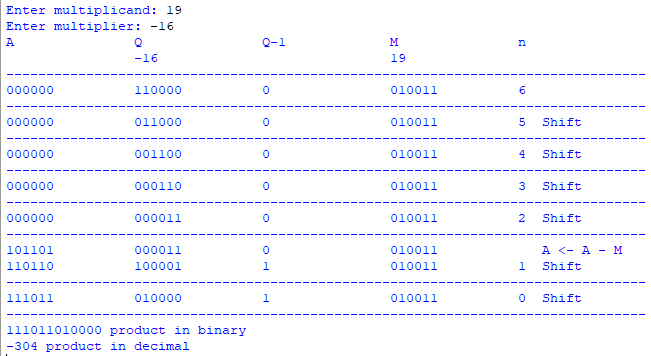 Enter multiplicand: 19
Enter multiplier: -16
A Q Q-1 M n
-16 19
--------------------------------------------------------------------------------
000000 110000 0 010011 6
--------------------------------------------------------------------------------
000000 011000 0 010011 5 Shift
--------------------------------------------------------------------------------
000000 001100 0 010011 4 Shift
--------------------------------------------------------------------------------
000000 000110 0 010011 3 Shift
--------------------------------------------------------------------------------
000000 000011 0 010011 2 Shift
--------------------------------------------------------------------------------
101101 000011 0 010011 A <- A - M
110110 100001 1 010011 1 Shift
--------------------------------------------------------------------------------
111011 010000 1 010011 0 Shift
--------------------------------------------------------------------------------
111011010000 product in binary
-304 product in decimal